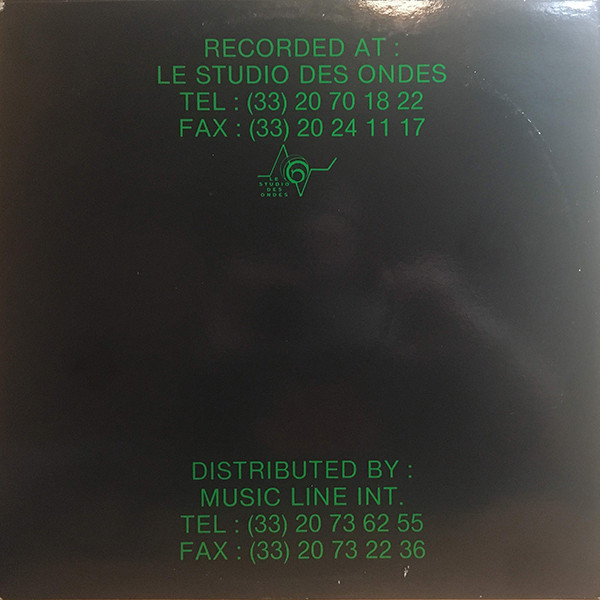 RECORDED AT :
LE STUDIO DES ONDES
TEL : (33) 20 70 18 22
FAX : (33) 20 24 11 17
LE
STUDIO
DES
ONDES
DISTRIBUTED BY :
MUSIC LINE INT.
TEL : (33) 20 73 62 55
FAX : (33) 20 73 22 36